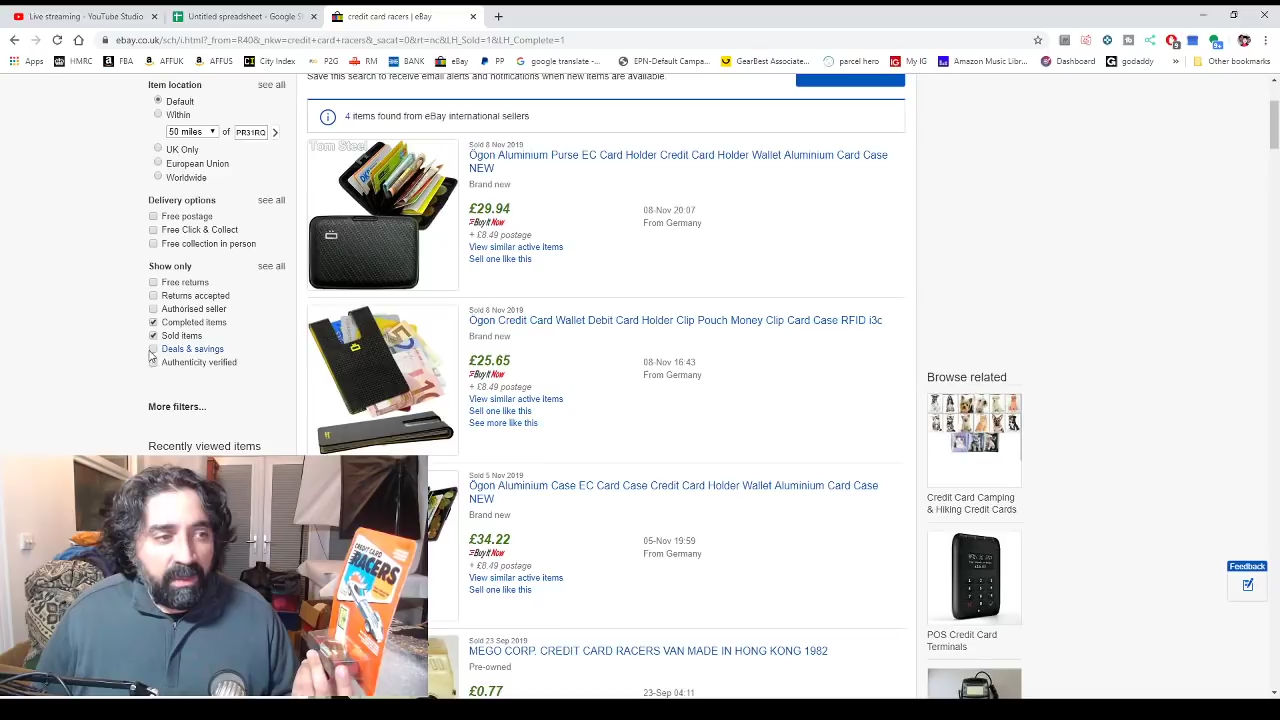 Live streaming - YouTube Studio
Untitled spreadsheet - Google S
credit card racers | eBay
ebay.co.uk/sch/i.html?_from=R40&_nkw=credit+card+racers&_sacat=0&rt=nc&LH_Sold=1&LH_Complete=1
Apps HMRC FBA AFFUK AFFUS City Index P2G RM BANK eBay PP google translate -... EPN-Default Campa... GearBest Associate... parcel hero My IG Amazon Music Libr... Dashboard godaddy » Other bookmarks
Item location see all
Default
Within
50 miles of PR31RQ
UK Only
European Union
Worldwide
Delivery options see all
Free postage
Free Click & Collect
Free collection in person
Show only see all
Free returns
Returns accepted
Authorised seller
Completed items
Sold items
Deals & savings
Authenticity verified
More filters...
Recently viewed items
Save this search to receive email alerts and notifications when new items are available.
4 items found from eBay international sellers
Tom Steel
Sold 8 Nov 2019
Ögon Aluminium Purse EC Card Holder Credit Card Holder Wallet Aluminium Card Case
NEW
Brand new
£29.94
08-Nov 20:07
Buy It Now
From Germany
+ £8.49 postage
View similar active items
Sell one like this
Sold 8 Nov 2019
Ögon Credit Card Wallet Debit Card Holder Clip Pouch Money Clip Card Case RFID i3c
Brand new
£25.65
08-Nov 16:43
Buy It Now
From Germany
+ £8.49 postage
View similar active items
Sell one like this
See more like this
Sold 5 Nov 2019
Ögon Aluminium Case EC Card Case Credit Card Holder Wallet Aluminium Card Case
NEW
Brand new
£34.22
05-Nov 19:59
Buy It Now
From Germany
+ £8.49 postage
View similar active items
Sell one like this
Sold 23 Sep 2019
MEGO CORP. CREDIT CARD RACERS VAN MADE IN HONG KONG 1982
Pre-owned
£0.77
23-Sep 04:11
Browse related
Credit Card Camping
& Hiking Credit Cards
POS Credit Card
Terminals
Feedback
CREDIT CARD
RACERS